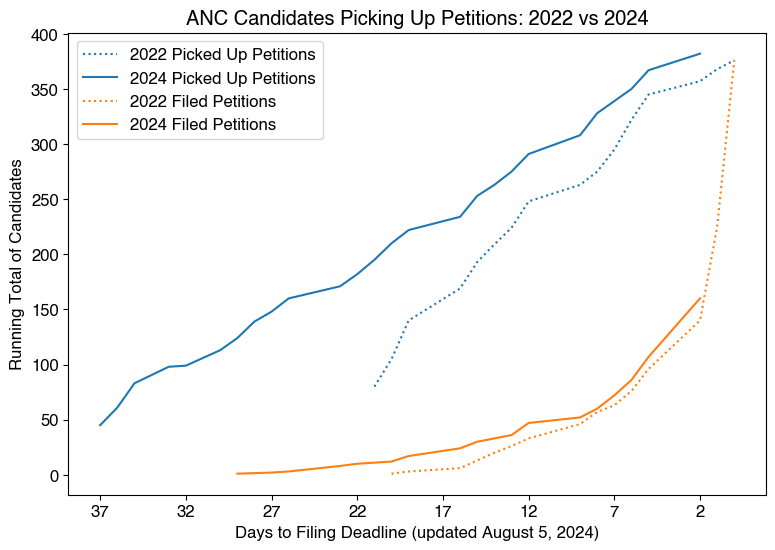 ANC Candidates Picking Up Petitions: 2022 vs 2024
2022 Picked Up Petitions
2024 Picked Up Petitions
2022 Filed Petitions
2024 Filed Petitions
Running Total of Candidates
400
350
300
250
200
150
100
50
0
37 32 27 22 17 12 7 2
Days to Filing Deadline (updated August 5, 2024)